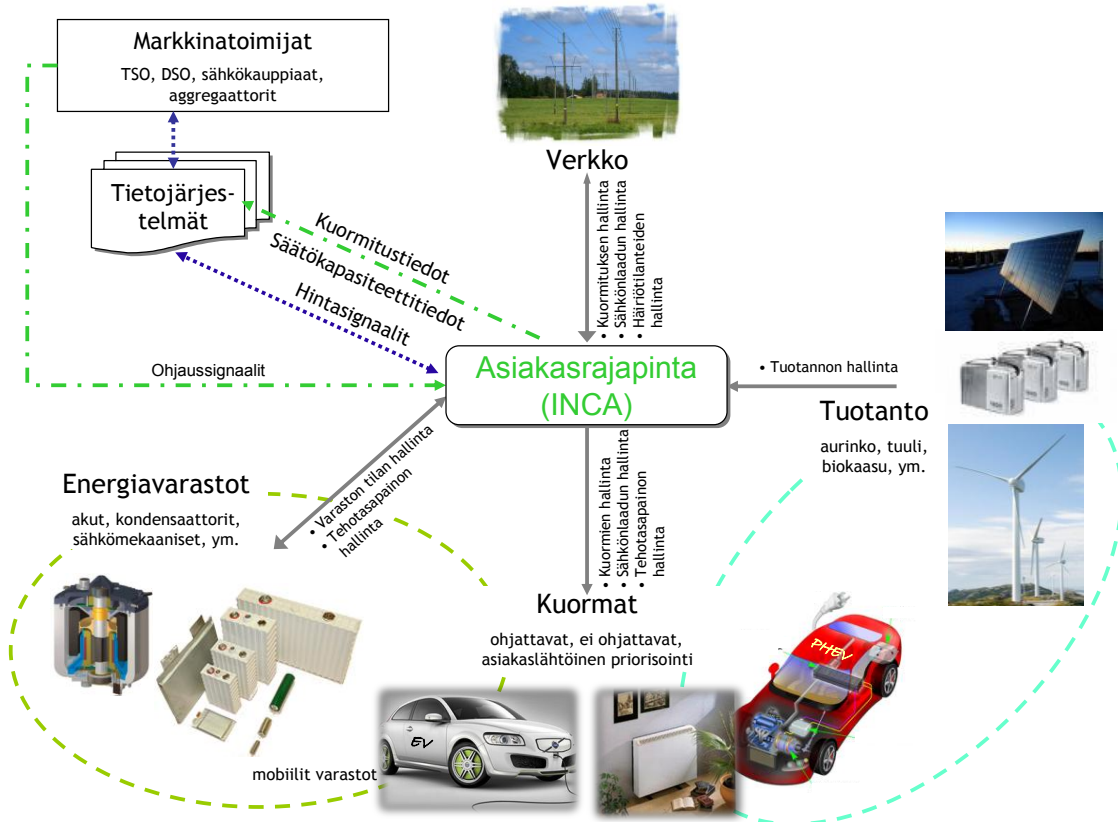 Markkinatoimijat
TSO, DSO, sähkökauppiaat,
aggregaattorit
Tietojärjes-
telmät
Verkko
Kuormitustiedot
Säätökapasiteettitiedot
Hintasignaalit
Ohjaussignaalit
• Kuormituksen hallinta
• Sähkönlaadun hallinta
• Häiriötilanteiden
hallinta
Asiakasrajapinta
(INCA)
• Tuotannon hallinta
Tuotanto
aurinko, tuuli,
biokaasu, ym.
Energiavarastot
akut, kondensaattorit,
sähkömekaaniset, ym.
• Varaston tilan hallinta
• Tehotasapainon
hallinta
• Kuormien hallinta
• Sähkönlaadun hallinta
• Tehotasapainon
hallinta
Kuormat
ohjattavat, ei ohjattavat,
asiakaslähtöinen priorisointi
PHEV
EV
mobiilit varastot